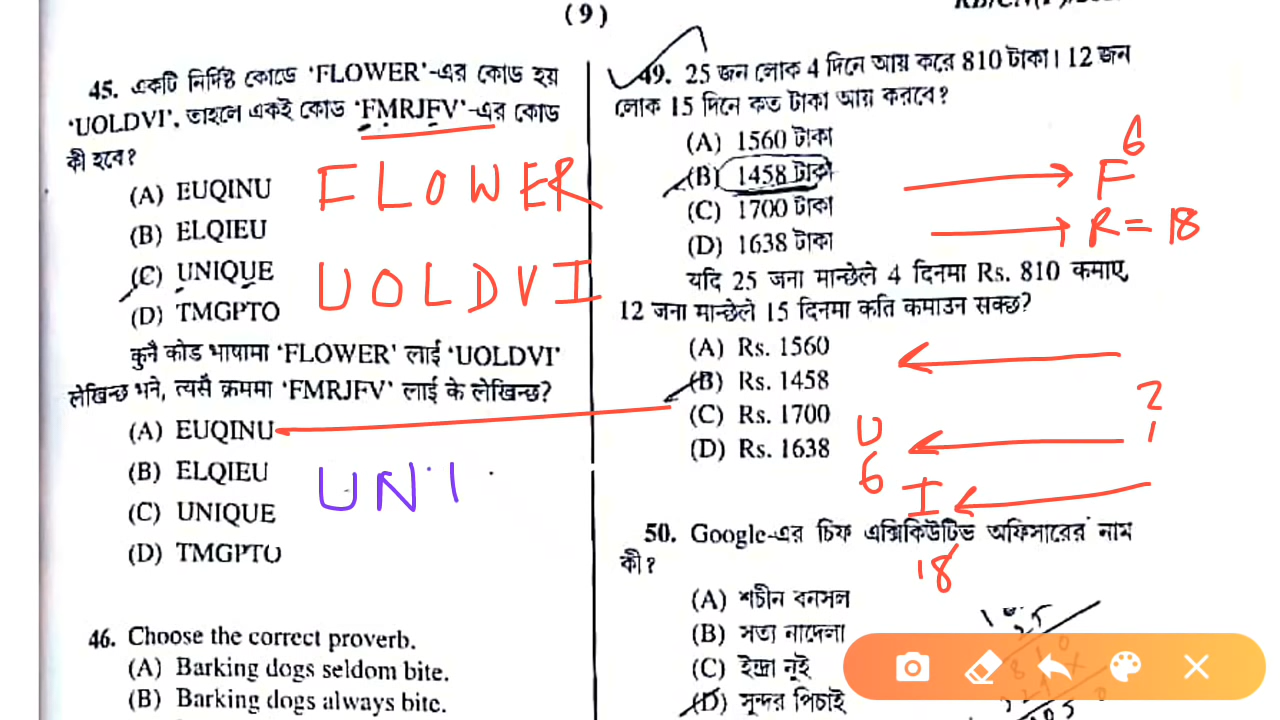 (9)
45. একটি নির্দিষ্ট কোডে ‘FLOWER’-এর কোড হয়
‘UOLDVI’, তাহলে একই কোড ‘FMRJFV’-এর কোড
কী হবে?
(A) EUQINU
(B) ELQIEU
(C) UNIQUE
(D) TMGPTO
FLOWER
UOLDVI
कुनै कोड भाषामा ‘FLOWER’ लाई ‘UOLDVI’
लेखिन्छ भने, त्यसै क्रममा ‘FMRJFV’ लाई के लेखिन्छ?
(A) EUQINU
(B) ELQIEU
(C) UNIQUE
(D) TMGPTO
UNI
46. Choose the correct proverb.
(A) Barking dogs seldom bite.
(B) Barking dogs always bite.
49. 25 জন লোক 4 দিনে আয় করে 810 টাকা। 12 জন
লোক 15 দিনে কত টাকা আয় করবে?
(A) 1560 টাকা
(B) 1458 টাকা
(C) 1700 টাকা
(D) 1638 টাকা
F 6
R = 18
यदि 25 जना मान्छेले 4 दिनमा Rs. 810 कमाए,
12 जना मान्छेले 15 दिनमा कति कमाउन सक्छ?
(A) Rs. 1560
(B) Rs. 1458
(C) Rs. 1700
(D) Rs. 1638
U
6
I
18
50. Google-এর চিফ এক্সিকিউটিভ অফিসারের নাম
কী?
(A) শচীন বনসল
(B) সত্য নাদেলা
(C) ইন্দ্রা নূই
(D) সুন্দর পিচাই